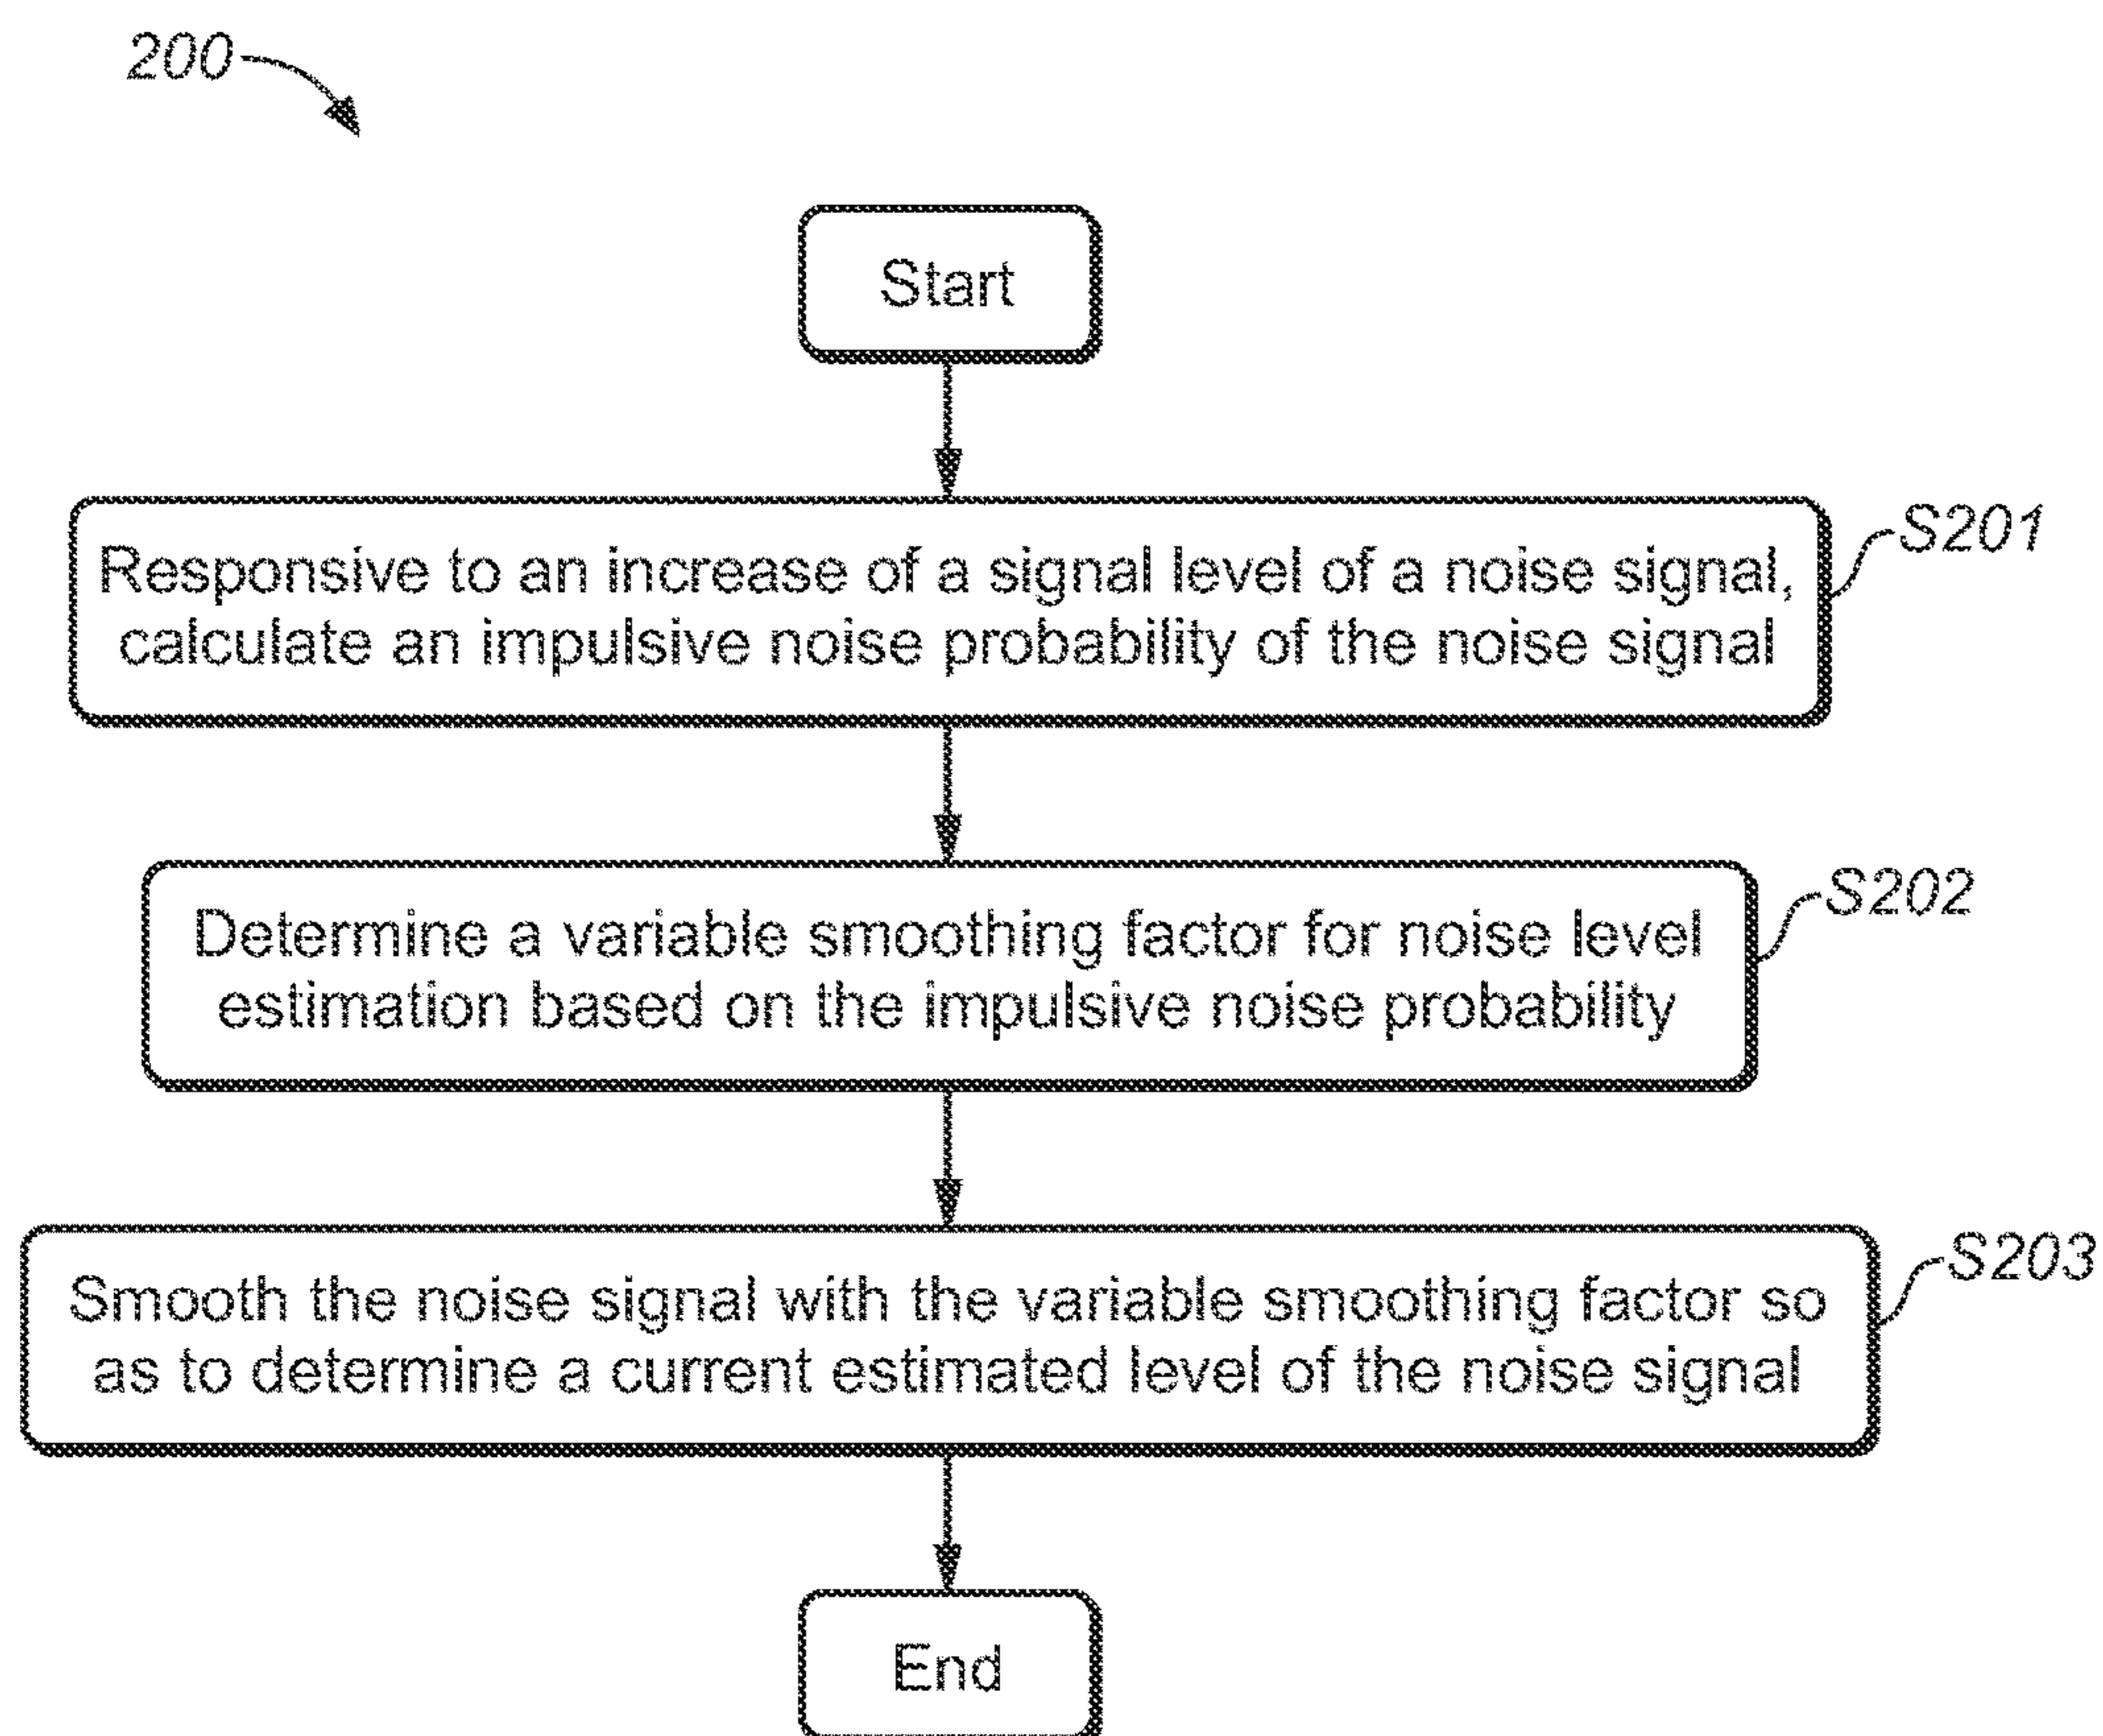 200
Start
Responsive to an increase of a signal level of a noise signal,
calculate an impulsive noise probability of the noise signal
S201
Determine a variable smoothing factor for noise level
estimation based on the impulsive noise probability
S202
Smooth the noise signal with the variable smoothing factor so
as to determine a current estimated level of the noise signal
S203
End